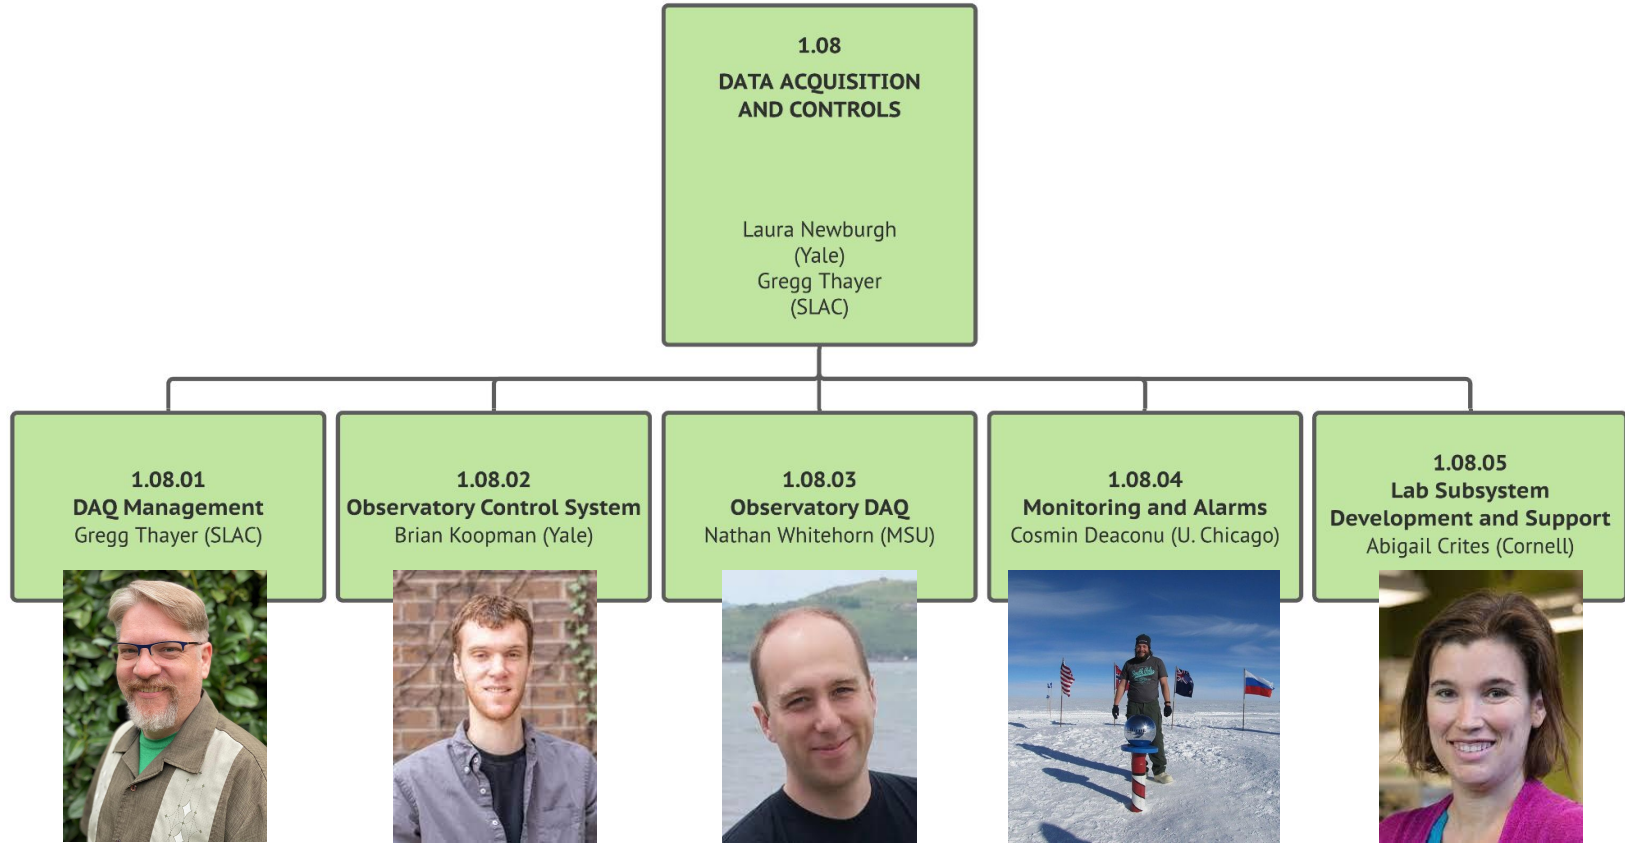 1.08
DATA ACQUISITION
AND CONTROLS
Laura Newburgh
(Yale)
Gregg Thayer
(SLAC)
1.08.01
DAQ Management
Gregg Thayer (SLAC)
1.08.02
Observatory Control System
Brian Koopman (Yale)
1.08.03
Observatory DAQ
Nathan Whitehorn (MSU)
1.08.04
Monitoring and Alarms
Cosmin Deaconu (U. Chicago)
1.08.05
Lab Subsystem
Development and Support
Abigail Crites (Cornell)